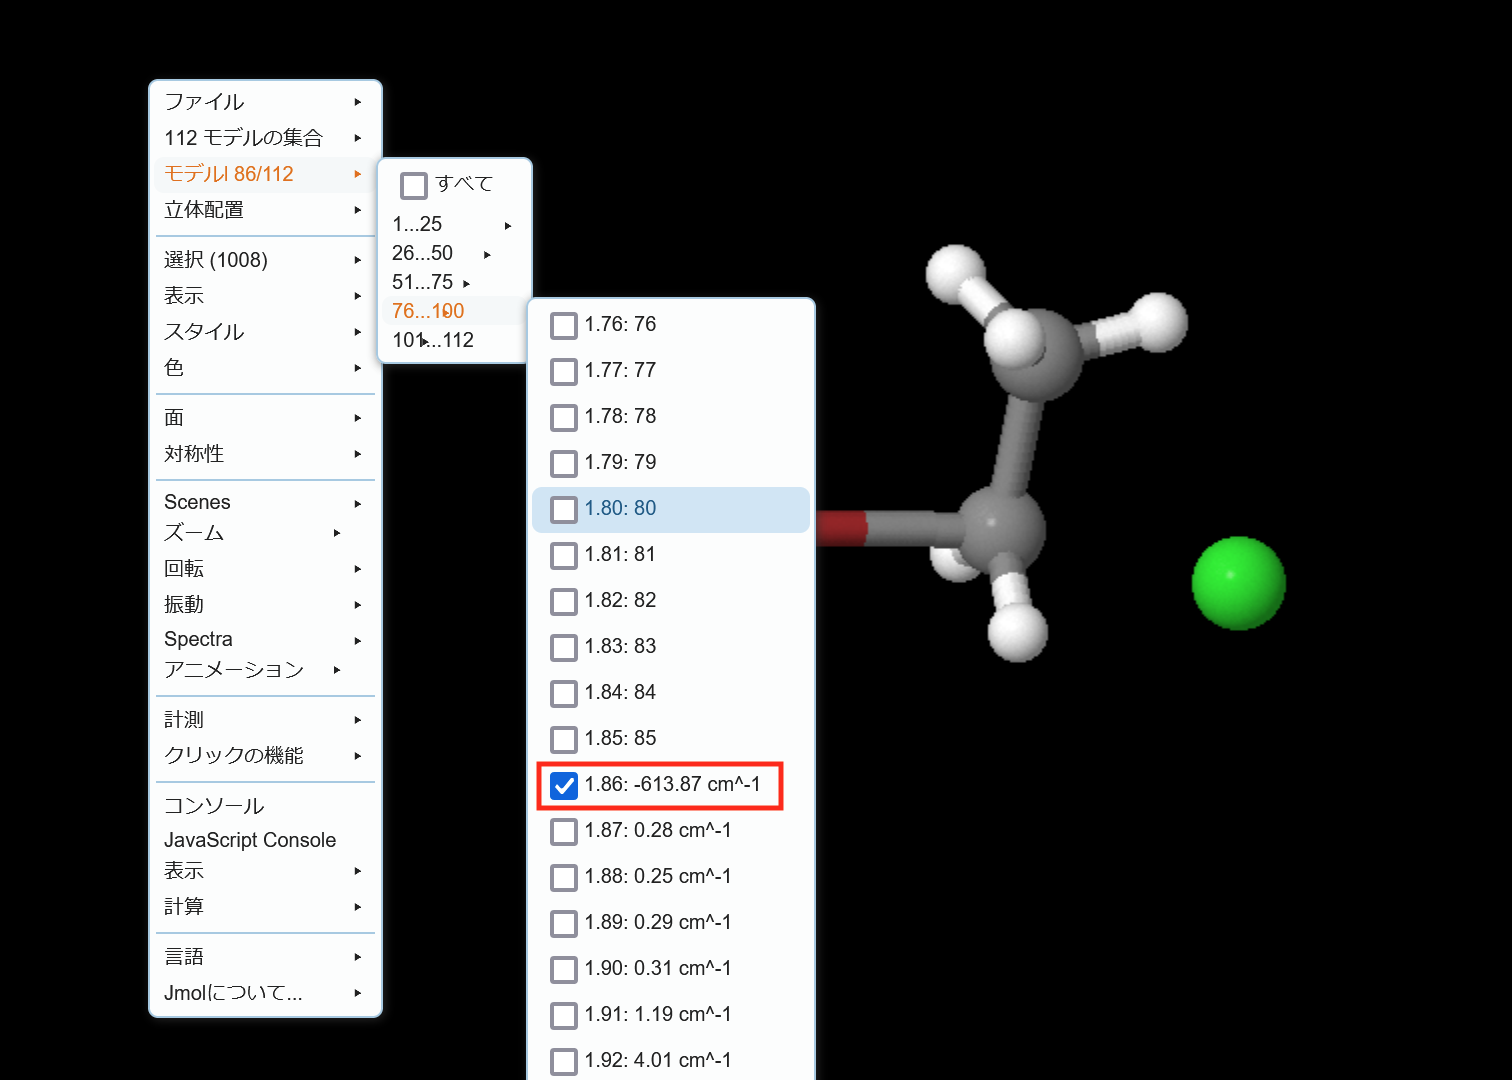 ファイル
112 モデルの集合
モデルl 86/112
立体配置
選択 (1008)
表示
スタイル
色
面
対称性
Scenes
ズーム
回転
振動
Spectra
アニメーション
計測
クリックの機能
コンソール
JavaScript Console
表示
計算
言語
Jmolについて...
すべて
1...25
26...50
51...75
76...100
101...112
1.76: 76
1.77: 77
1.78: 78
1.79: 79
1.80: 80
1.81: 81
1.82: 82
1.83: 83
1.84: 84
1.85: 85
1.86: -613.87 cm^-1
1.87: 0.28 cm^-1
1.88: 0.25 cm^-1
1.89: 0.29 cm^-1
1.90: 0.31 cm^-1
1.91: 1.19 cm^-1
1.92: 4.01 cm^-1